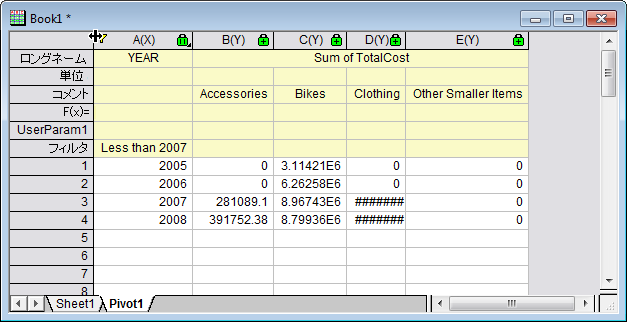 Book1 *
A(X) B(Y) C(Y) D(Y) E(Y)
ロングネーム YEAR Sum of TotalCost
単位
コメント Accessories Bikes Clothing Other Smaller Items
F(x)=
UserParam1
フィルタ Less than 2007
1 2005 0 3.11421E6 0 0
2 2006 0 6.26258E6 0 0
3 2007 281089.1 8.96743E6 ####### 0
4 2008 391752.38 8.79936E6 ####### 0
5
6
7
8
Sheet1 Pivot1